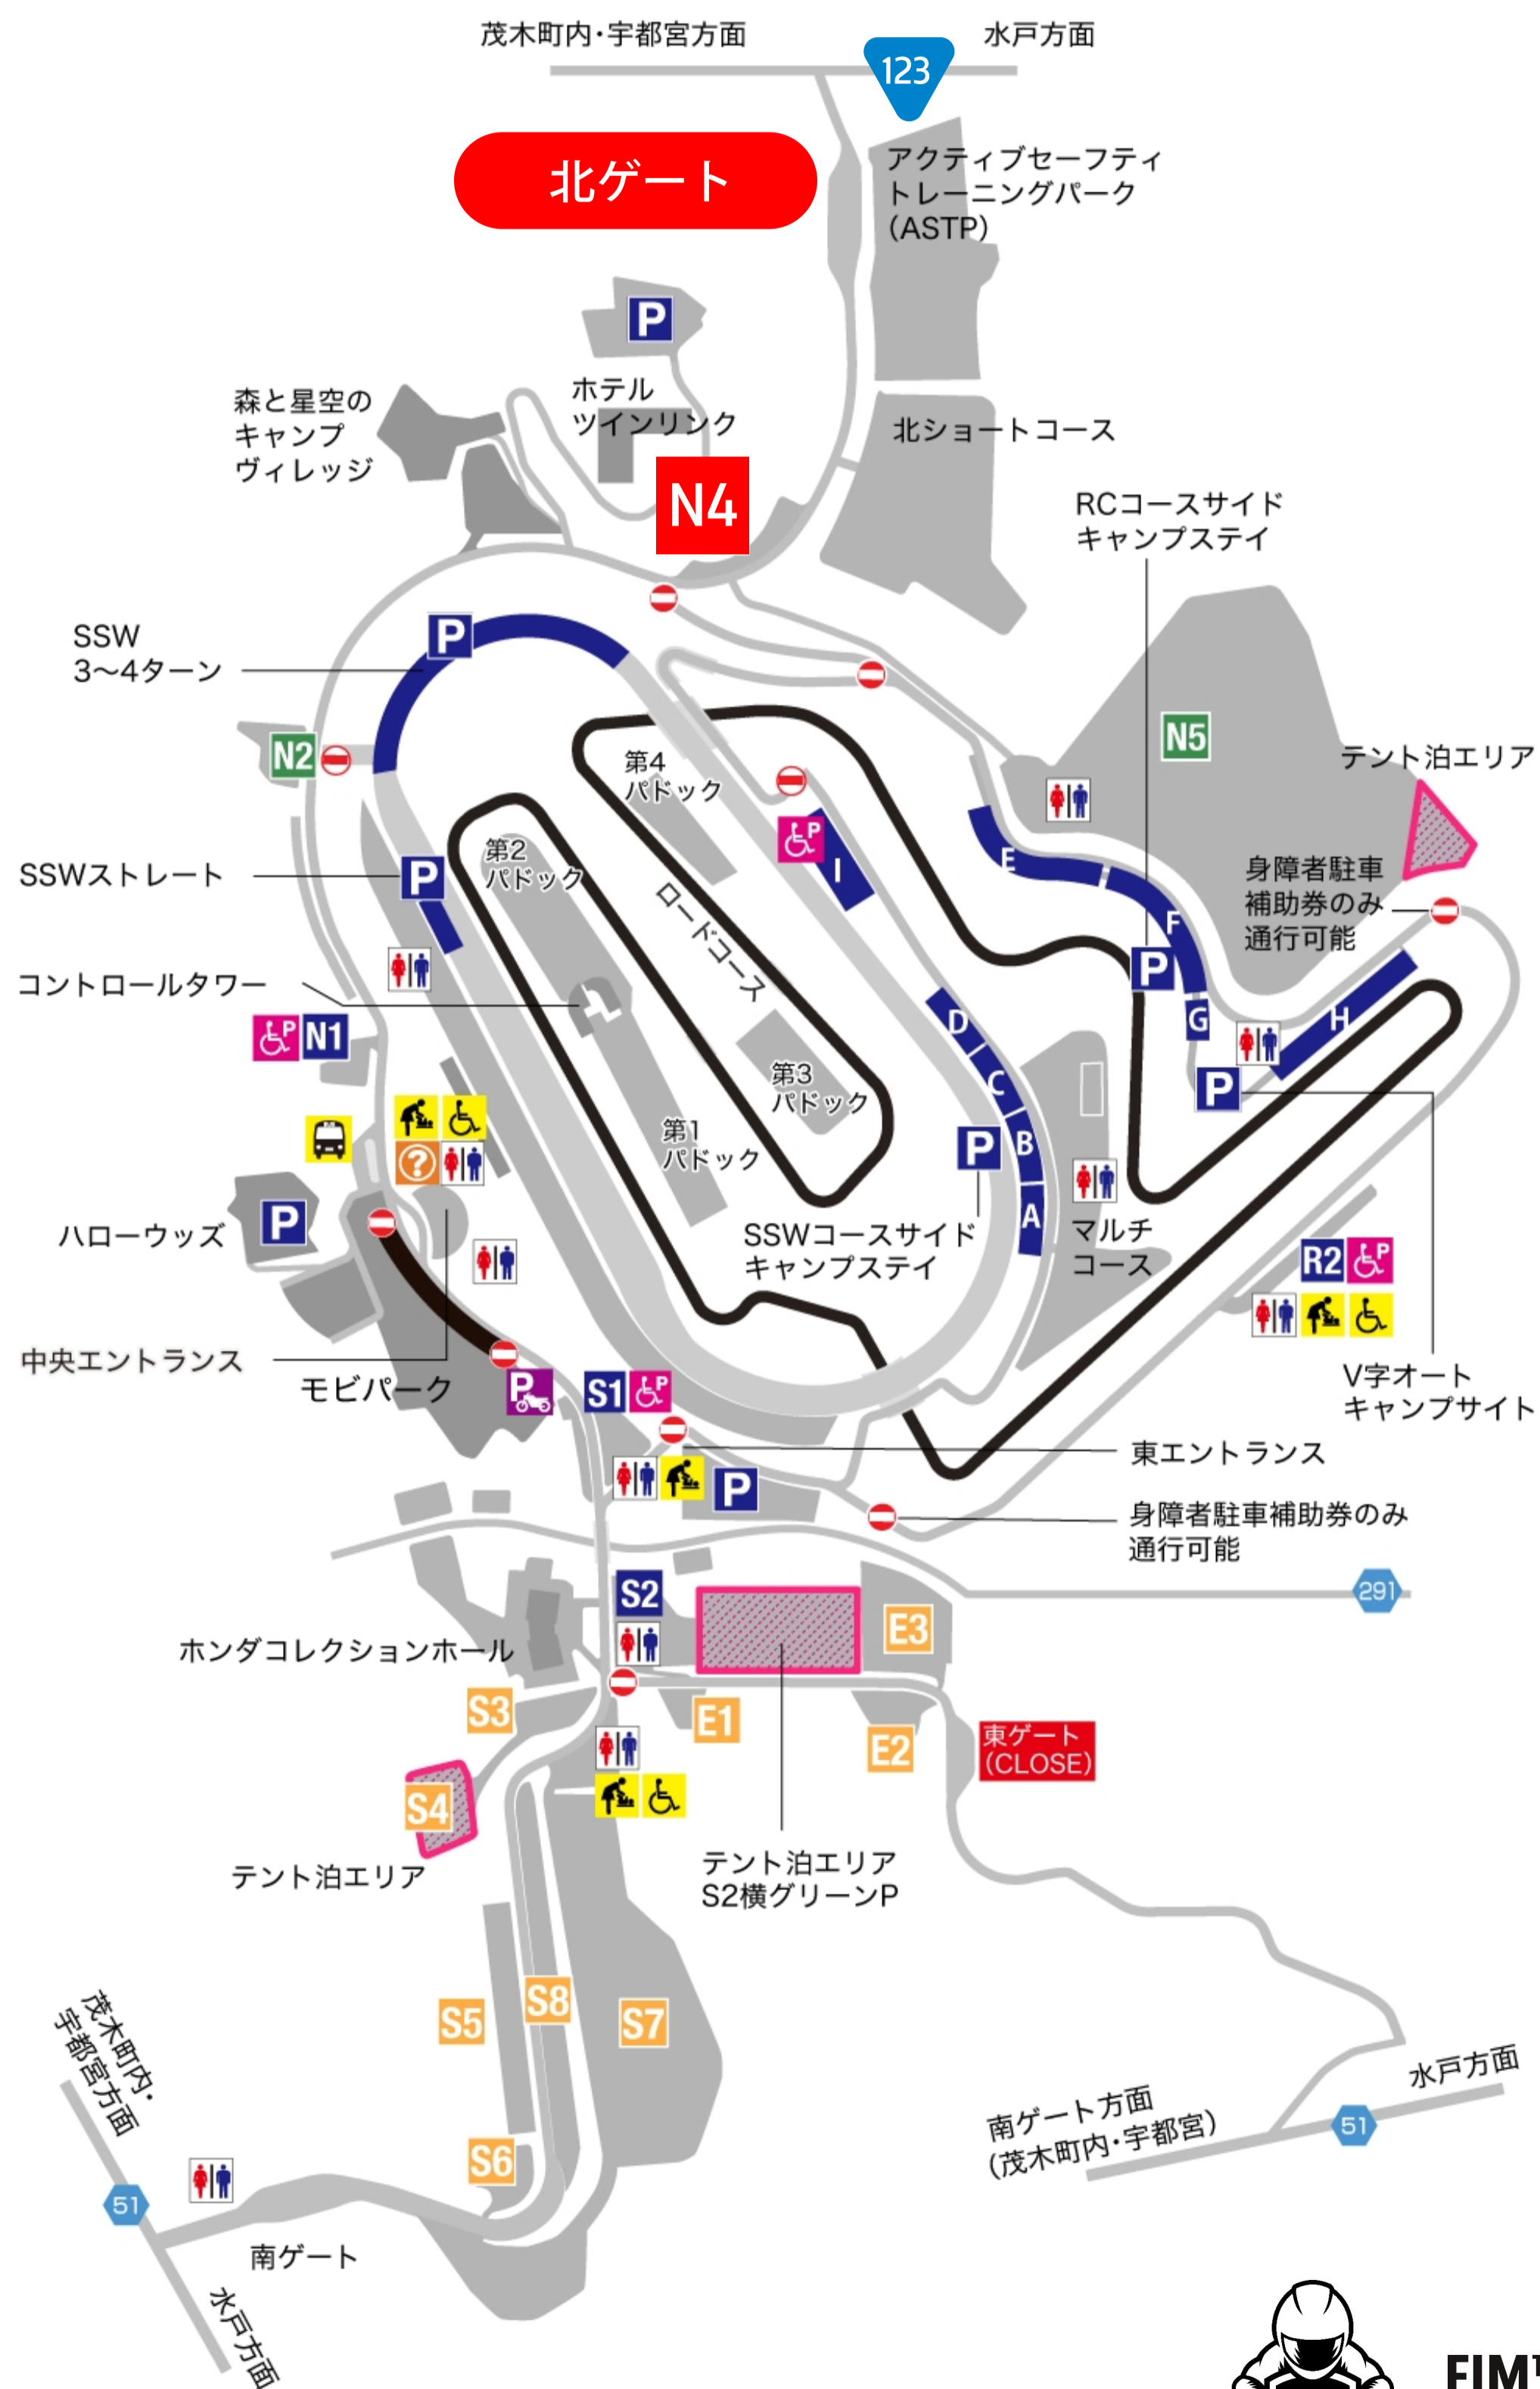 茂木町内・宇都宮方面
水戸方面
123
北ゲート
アクティブセーフティ
トレーニングパーク
(ASTP)
P
ホテル
ツインリンク
森と星空の
キャンプ
ヴィレッジ
北ショートコース
N4
RCコースサイド
キャンプステイ
SSW
3〜4ターン
P
N2
N5
テント泊エリア
第4
パドック
P
I
第2
パドック
SSWストレート
P
E
身障者駐車
補助券のみ
通行可能
F
ロードコース
P
コントロールタワー
P
N1
D
G
H
第3
パドック
C
P
第1
パドック
B
P
?
A
ハローウッズ
P
SSWコースサイド
キャンプステイ
マルチ
コース
R2
P
中央エントランス
モビパーク
P
S1
P
V字オート
キャンプサイト
東エントランス
P
身障者駐車補助券のみ
通行可能
S2
291
E3
ホンダコレクションホール
S3
E1
E2
東ゲート
(CLOSE)
S4
テント泊エリア
テント泊エリア
S2横グリーンP
S5
S8
S7
茂木町内・
宇都宮方面
水戸方面
南ゲート方面
(茂木町内・宇都宮)
51
S6
51
南ゲート
水戸方面
FIM